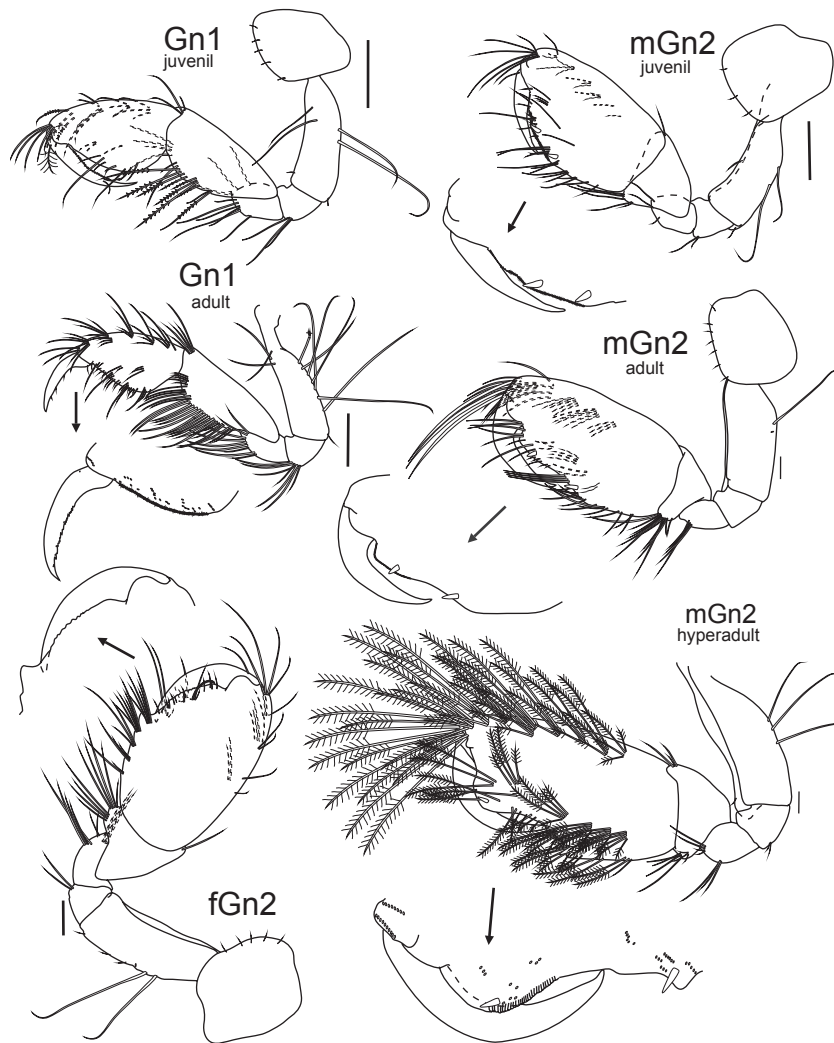 Gn1
juvenil
mGn2
juvenil
Gn1
adult
mGn2
adult
mGn2
hyperadult
fGn2